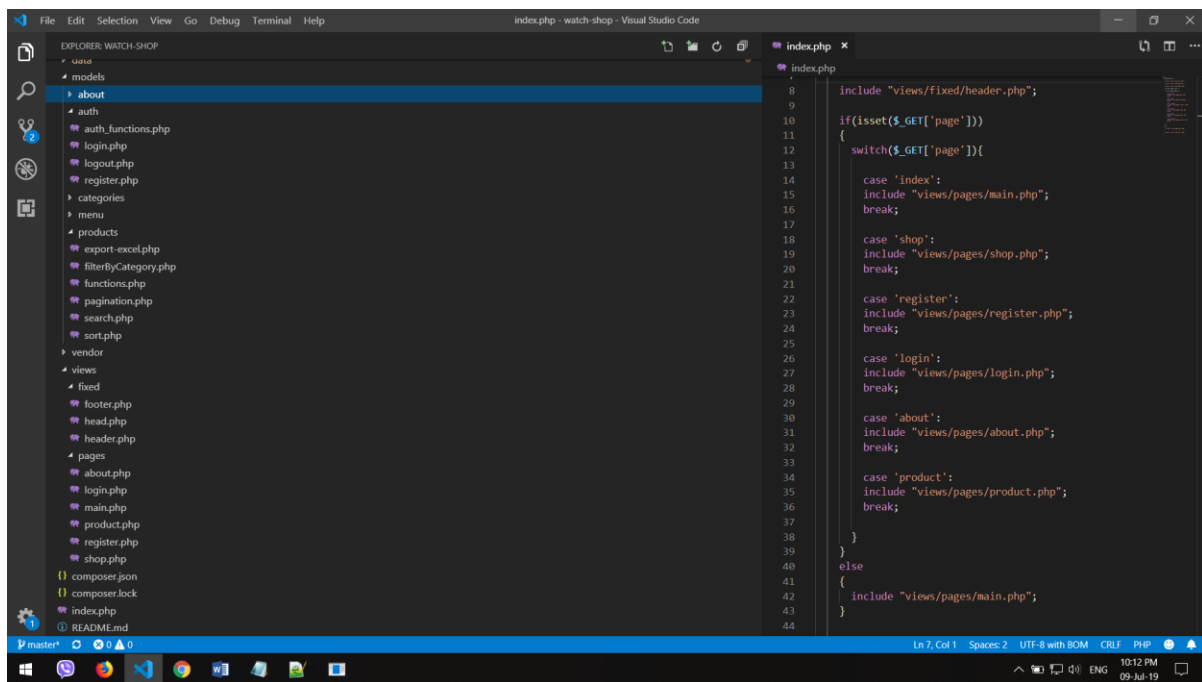 File Edit Selection View Go Debug Terminal Help
index.php - watch-shop - Visual Studio Code
EXPLORER: WATCH-SHOP
data
models
about
auth
auth_functions.php
login.php
logout.php
register.php
categories
menu
products
export-excel.php
filterByCategory.php
functions.php
pagination.php
search.php
sort.php
vendor
views
fixed
footer.php
head.php
header.php
pages
about.php
login.php
main.php
product.php
register.php
shop.php
{} composer.json
{} composer.lock
index.php
README.md
2
1
index.php ×
index.php
8 include "views/fixed/header.php";
9
10 if(isset($_GET['page']))
11 {
12 switch($_GET['page']){
13
14 case 'index':
15 include "views/pages/main.php";
16 break;
17
18 case 'shop':
19 include "views/pages/shop.php";
20 break;
21
22 case 'register':
23 include "views/pages/register.php";
24 break;
25
26 case 'login':
27 include "views/pages/login.php";
28 break;
29
30 case 'about':
31 include "views/pages/about.php";
32 break;
33
34 case 'product':
35 include "views/pages/product.php";
36 break;
37
38 }
39 }
40 else
41 {
42 include "views/pages/main.php";
43 }
44
master* 0 0 Ln 7, Col 1 Spaces: 2 UTF-8 with BOM CRLF PHP
ENG 10:12 PM
09-Jul-19